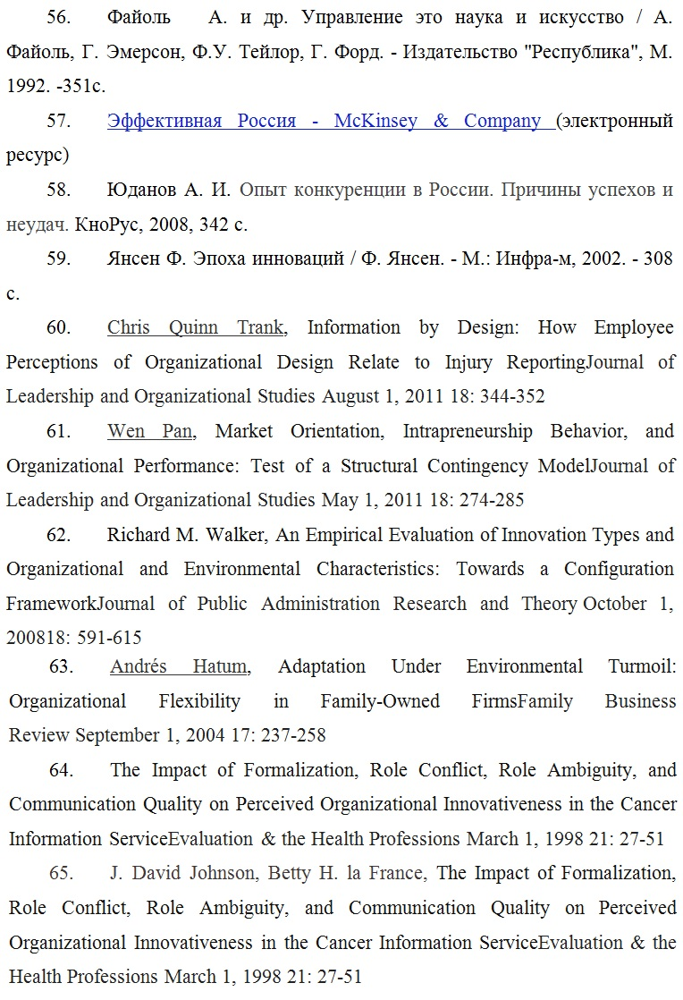 56. Файоль А. и др. Управление это наука и искусство / А.
Файоль, Г. Эмерсон, Ф.У. Тейлор, Г. Форд. - Издательство "Республика", М.
1992. -351с.
57. Эффективная Россия - McKinsey & Company (электронный
ресурс)
58. Юданов А. И. Опыт конкуренции в России. Причины успехов и
неудач. КноРус, 2008, 342 с.
59. Янсен Ф. Эпоха инноваций / Ф. Янсен. - М.: Инфра-м, 2002. - 308
с.
60. Chris Quinn Trank, Information by Design: How Employee
Perceptions of Organizational Design Relate to Injury ReportingJournal of
Leadership and Organizational Studies August 1, 2011 18: 344-352
61. Wen Pan, Market Orientation, Intrapreneurship Behavior, and
Organizational Performance: Test of a Structural Contingency ModelJournal of
Leadership and Organizational Studies May 1, 2011 18: 274-285
62. Richard M. Walker, An Empirical Evaluation of Innovation Types and
Organizational and Environmental Characteristics: Towards a Configuration
FrameworkJournal of Public Administration Research and Theory October 1,
200818: 591-615
63. Andrés Hatum, Adaptation Under Environmental Turmoil:
Organizational Flexibility in Family-Owned FirmsFamily Business
Review September 1, 2004 17: 237-258
64. The Impact of Formalization, Role Conflict, Role Ambiguity, and
Communication Quality on Perceived Organizational Innovativeness in the Cancer
Information ServiceEvaluation & the Health Professions March 1, 1998 21: 27-51
65. J. David Johnson, Betty H. la France, The Impact of Formalization,
Role Conflict, Role Ambiguity, and Communication Quality on Perceived
Organizational Innovativeness in the Cancer Information ServiceEvaluation & the
Health Professions March 1, 1998 21: 27-51